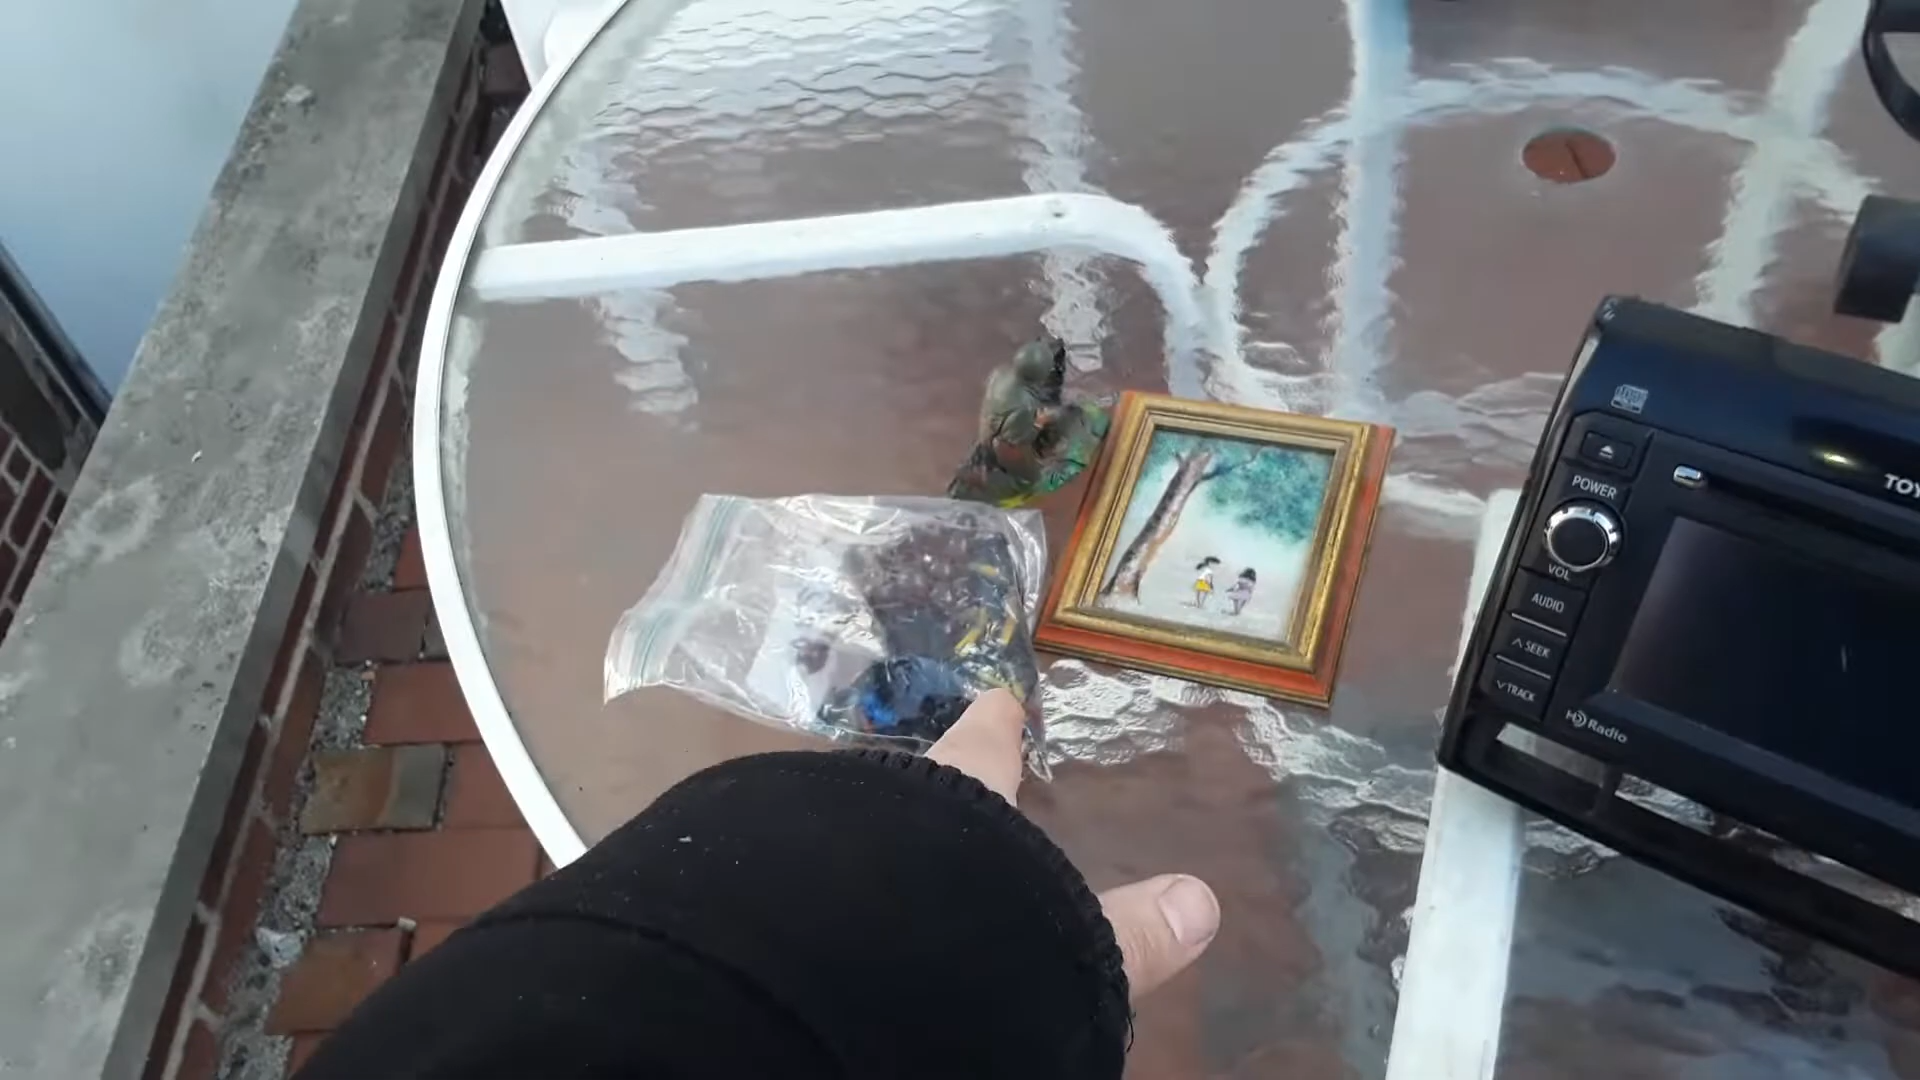 TOY
POWER
VOL
AUDIO
∧ SEEK
∨ TRACK
HD Radio